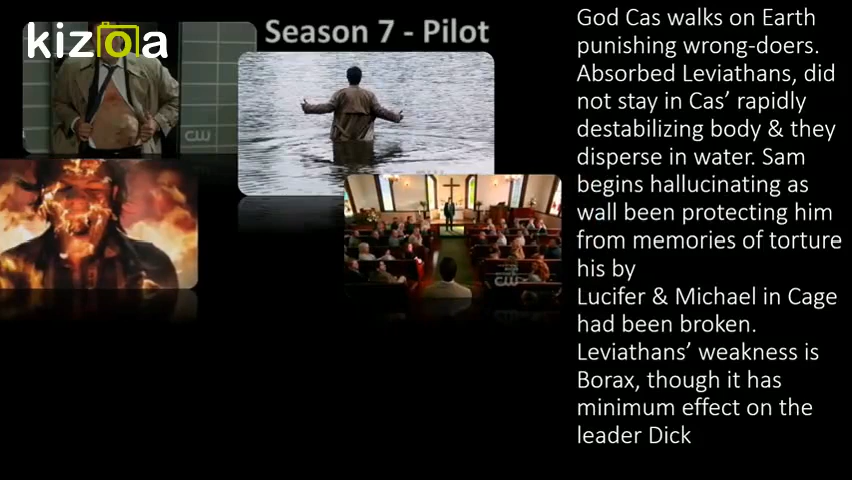 kizoa
Season 7 - Pilot
CW
CW
God Cas walks on Earth
punishing wrong-doers.
Absorbed Leviathans, did
not stay in Cas’ rapidly
destabilizing body & they
disperse in water. Sam
begins hallucinating as
wall been protecting him
from memories of torture
his by
Lucifer & Michael in Cage
had been broken.
Leviathans’ weakness is
Borax, though it has
minimum effect on the
leader Dick